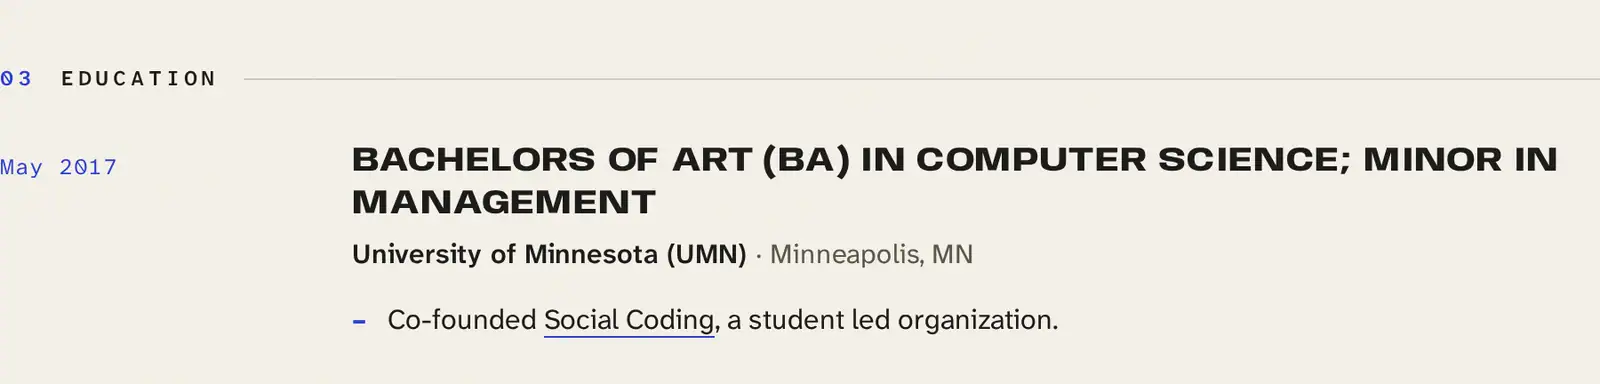 03 EDUCATION
May 2017
BACHELORS OF ART (BA) IN COMPUTER SCIENCE; MINOR IN
MANAGEMENT
University of Minnesota (UMN) · Minneapolis, MN
– Co-founded Social Coding, a student led organization.